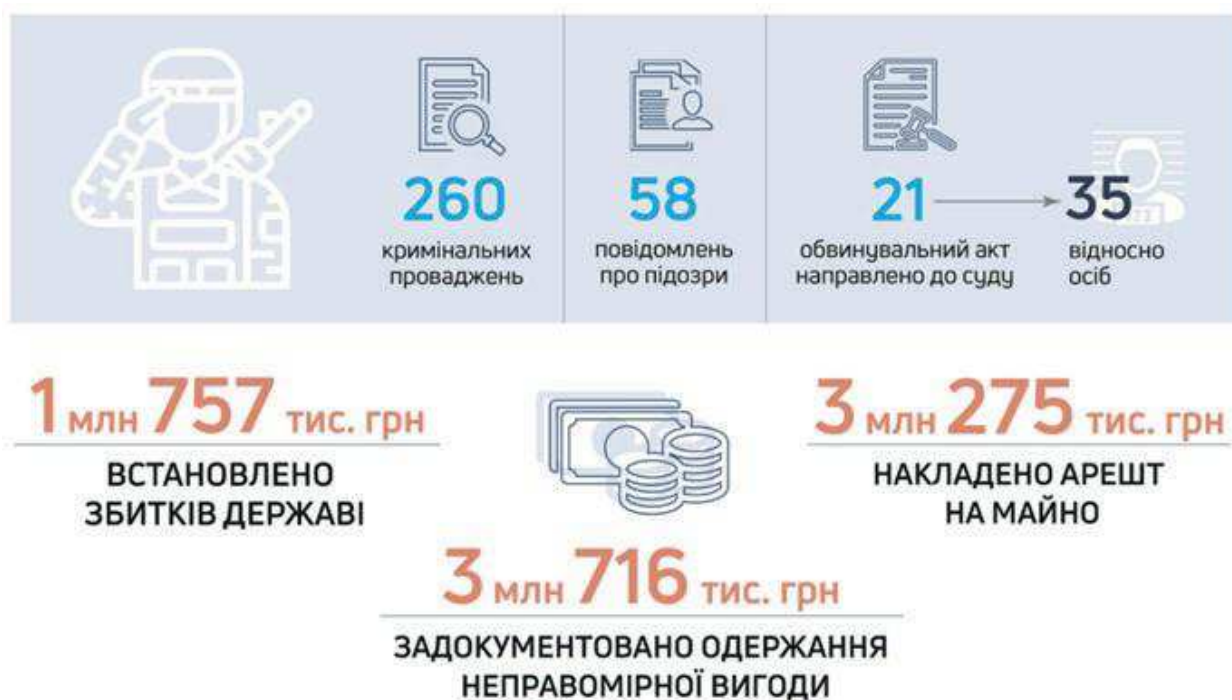 260
кримінальних
проваджень
58
повідомлень
про підозри
21
обвинувальний акт
направлено до суду
35
відносно
осіб
1 млн 757 тис. грн
ВСТАНОВЛЕНО
ЗБИТКІВ ДЕРЖАВІ
3 млн 275 тис. грн
НАКЛАДЕНО АРЕШТ
НА МАЙНО
3 млн 716 тис. грн
ЗАДОКУМЕНТОВАНО ОДЕРЖАННЯ
НЕПРАВОМІРНОЇ ВИГОДИ